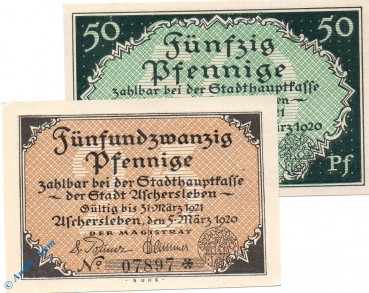 50
50
Fünfzig
Pfennige
zahlbar bei der Stadthauptkasse
März 1920
Pf
Fünfundzwanzig
Pfennige
zahlbar bei der Stadthauptkasse
der Stadt Aschersleben
Gültig bis 31·März 1921
Aschersleben, den 5·März 1920
DER MAGISTRAT
Nº 07897 *